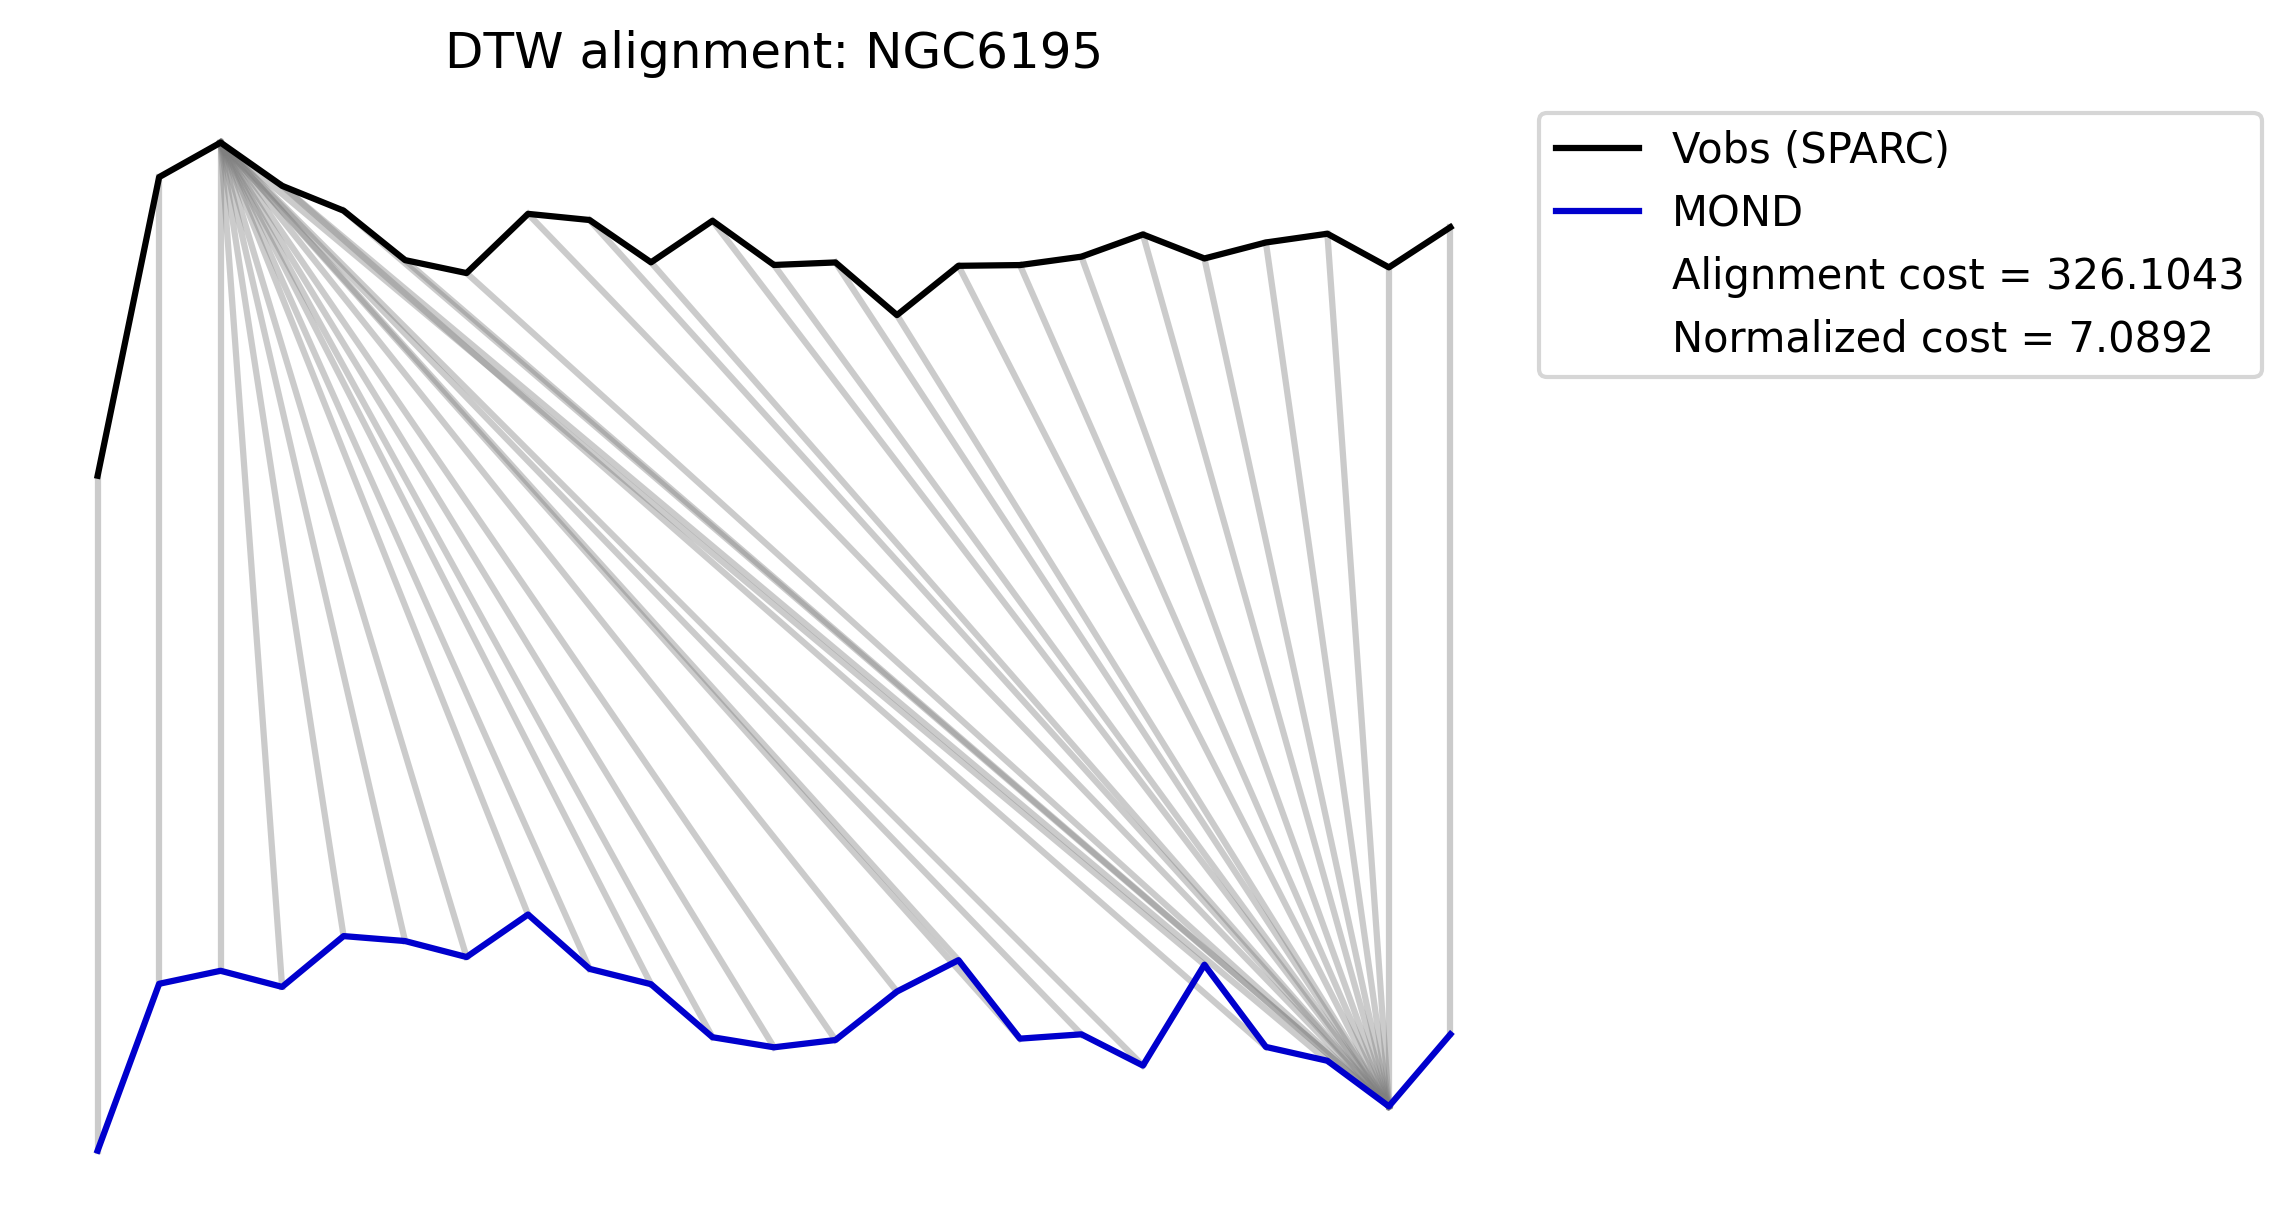 DTW alignment: NGC6195
Vobs (SPARC)
MOND
Alignment cost = 326.1043
Normalized cost = 7.0892